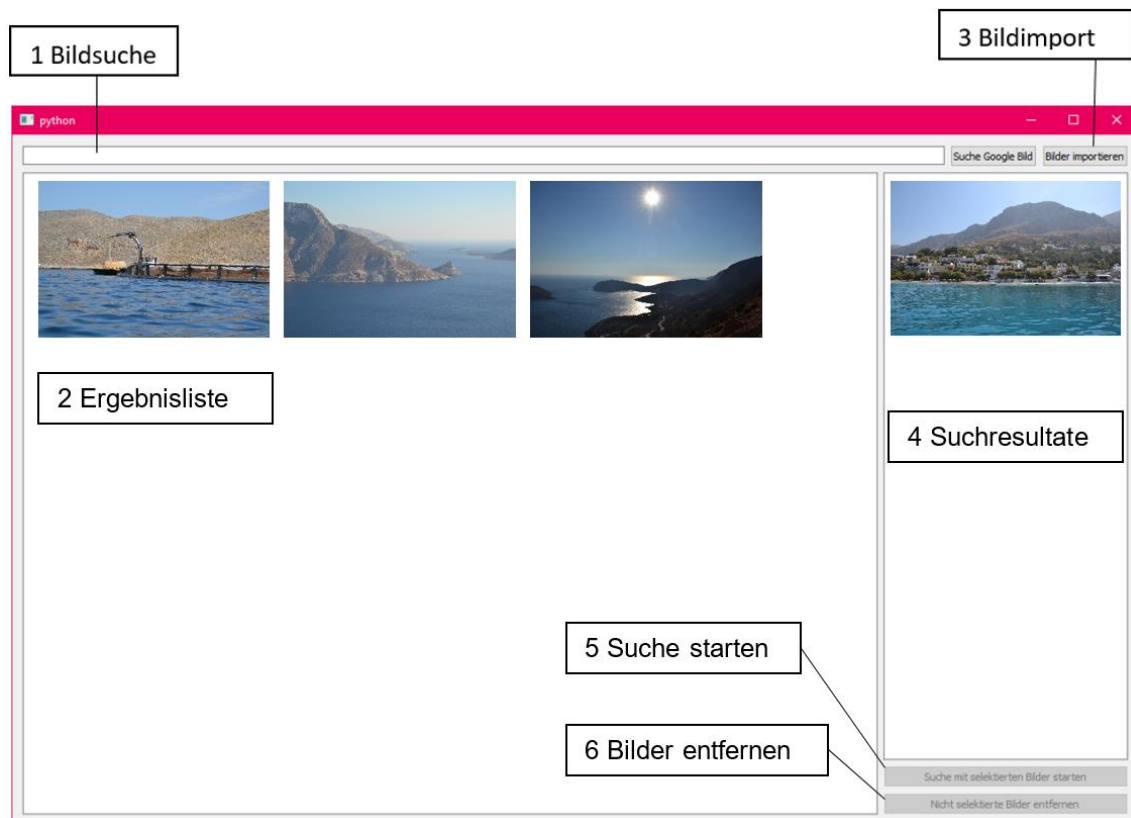 1 Bildsuche
3 Bildimport
python
Suche Google Bild
Bilder importieren
2 Ergebnisliste
4 Suchresultate
5 Suche starten
6 Bilder entfernen
Suche mit selektierten Bilder starten
Nicht selektierte Bilder entfernen